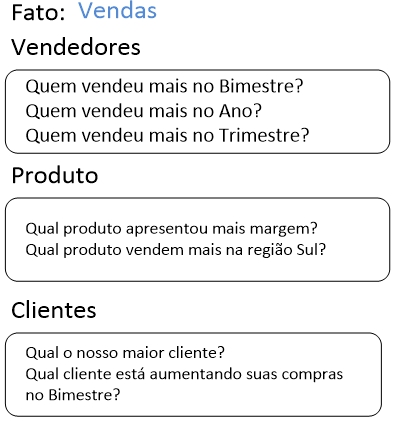 Fato: Vendas
Vendedores
Quem vendeu mais no Bimestre?
Quem vendeu mais no Ano?
Quem vendeu mais no Trimestre?
Produto
Qual produto apresentou mais margem?
Qual produto vendem mais na região Sul?
Clientes
Qual o nosso maior cliente?
Qual cliente está aumentando suas compras
no Bimestre?